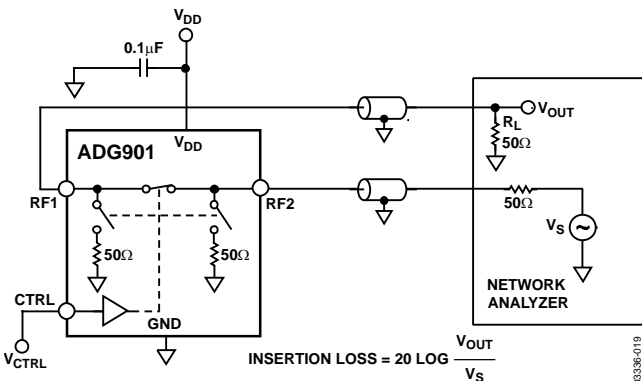 VDD
0.1μF
VOUT
RL
50Ω
VDD
ADG901
RF1
RF2
50Ω
50Ω
50Ω
VS
CTRL
NETWORK
ANALYZER
GND
VCTRL
INSERTION LOSS = 20 LOG VOUT
VS
03336-019